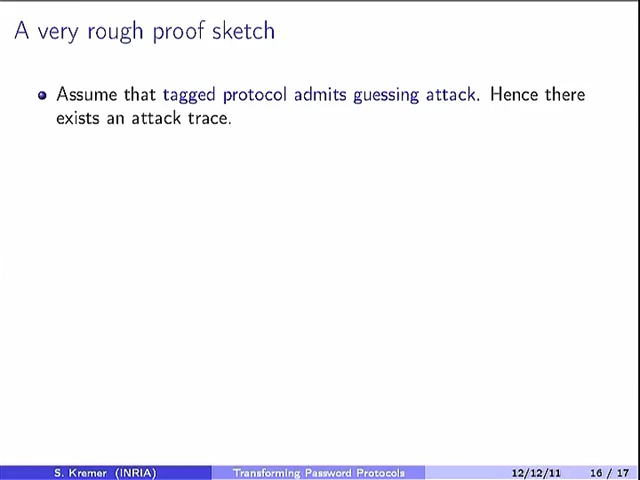 A very rough proof sketch
Assume that tagged protocol admits guessing attack. Hence there
exists an attack trace.
S. Kremer (INRIA) Transforming Password Protocols 12/12/11 16 / 17